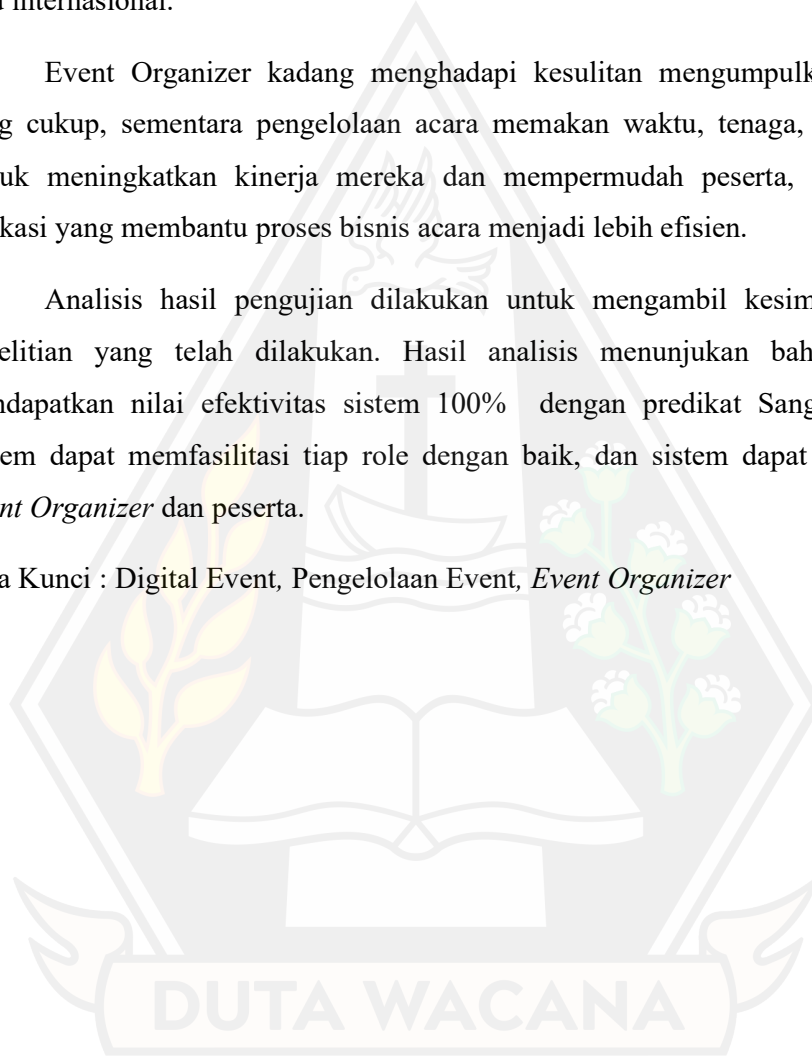 internasional.
Event Organizer kadang menghadapi kesulitan mengumpulk
g cukup, sementara pengelolaan acara memakan waktu, tenaga,
uk meningkatkan kinerja mereka dan mempermudah peserta,
kasi yang membantu proses bisnis acara menjadi lebih efisien.
Analisis hasil pengujian dilakukan untuk mengambil kesim
elitian yang telah dilakukan. Hasil analisis menunjukan bah
ndapatkan nilai efektivitas sistem 100% dengan predikat Sang
tem dapat memfasilitasi tiap role dengan baik, dan sistem dapat
nt Organizer dan peserta.
a Kunci : Digital Event, Pengelolaan Event, Event Organizer
DUTA WACANA